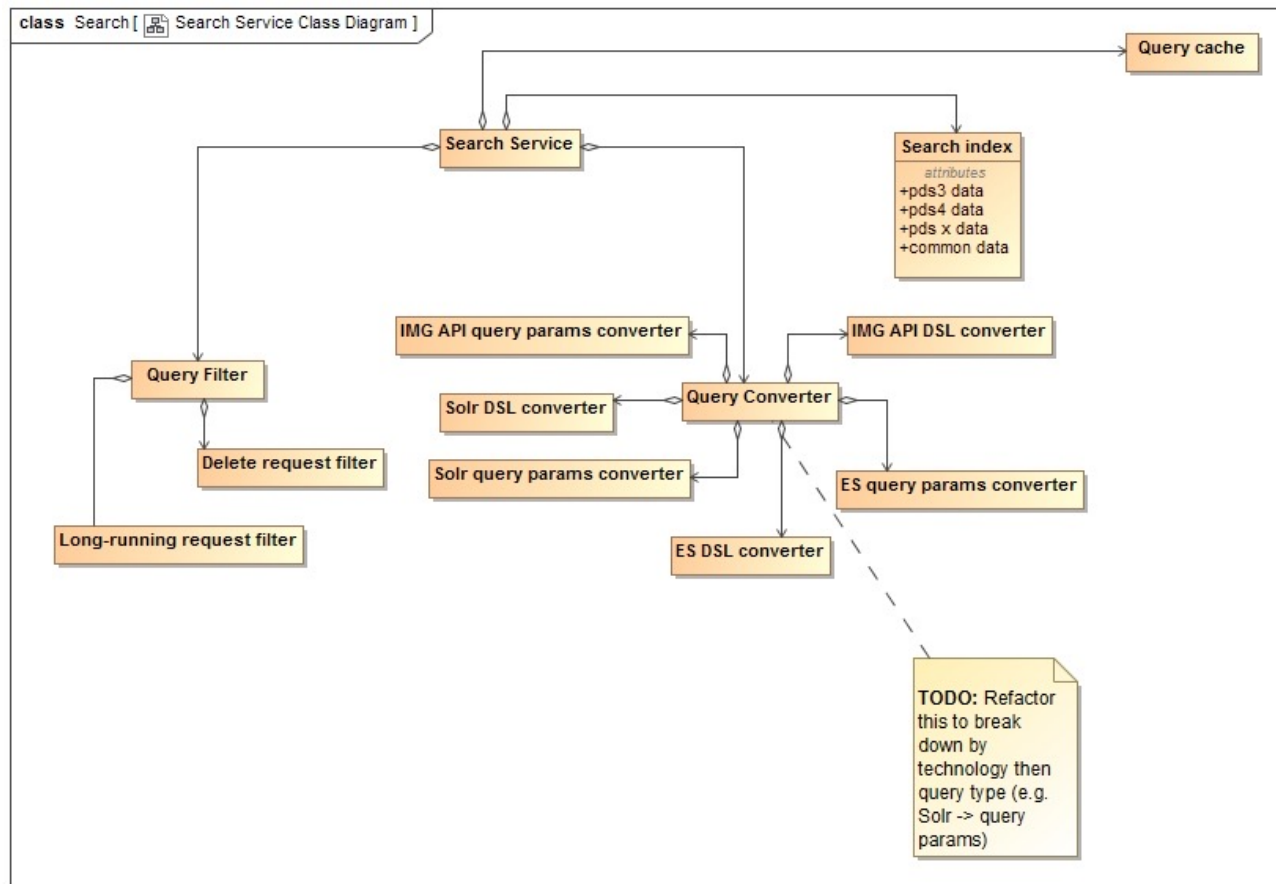 class Search [ Search Service Class Diagram ]
Query cache
Search Service
Search index
attributes
+pds3 data
+pds4 data
+pds x data
+common data
IMG API query params converter
IMG API DSL converter
Query Filter
Query Converter
Solr DSL converter
Delete request filter
Solr query params converter
ES query params converter
Long-running request filter
ES DSL converter
TODO: Refactor
this to break
down by
technology then
query type (e.g.
Solr -> query
params)